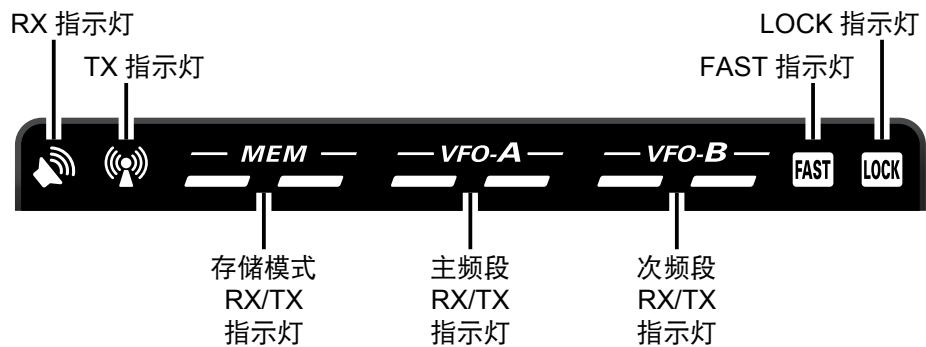 RX 指示灯
LOCK 指示灯
TX 指示灯
FAST 指示灯
MEM
VFO-A
VFO-B
FAST
LOCK
存储模式
RX/TX
指示灯
主频段
RX/TX
指示灯
次频段
RX/TX
指示灯